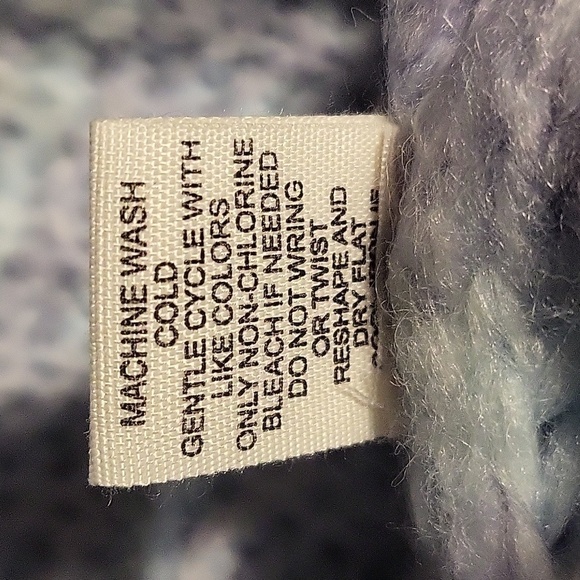 MACHINE WASH
COLD
GENTLE CYCLE WITH
LIKE COLORS
ONLY NON-CHLORINE
BLEACH IF NEEDED
DO NOT WRING
OR TWIST
RESHAPE AND
DRY FLAT